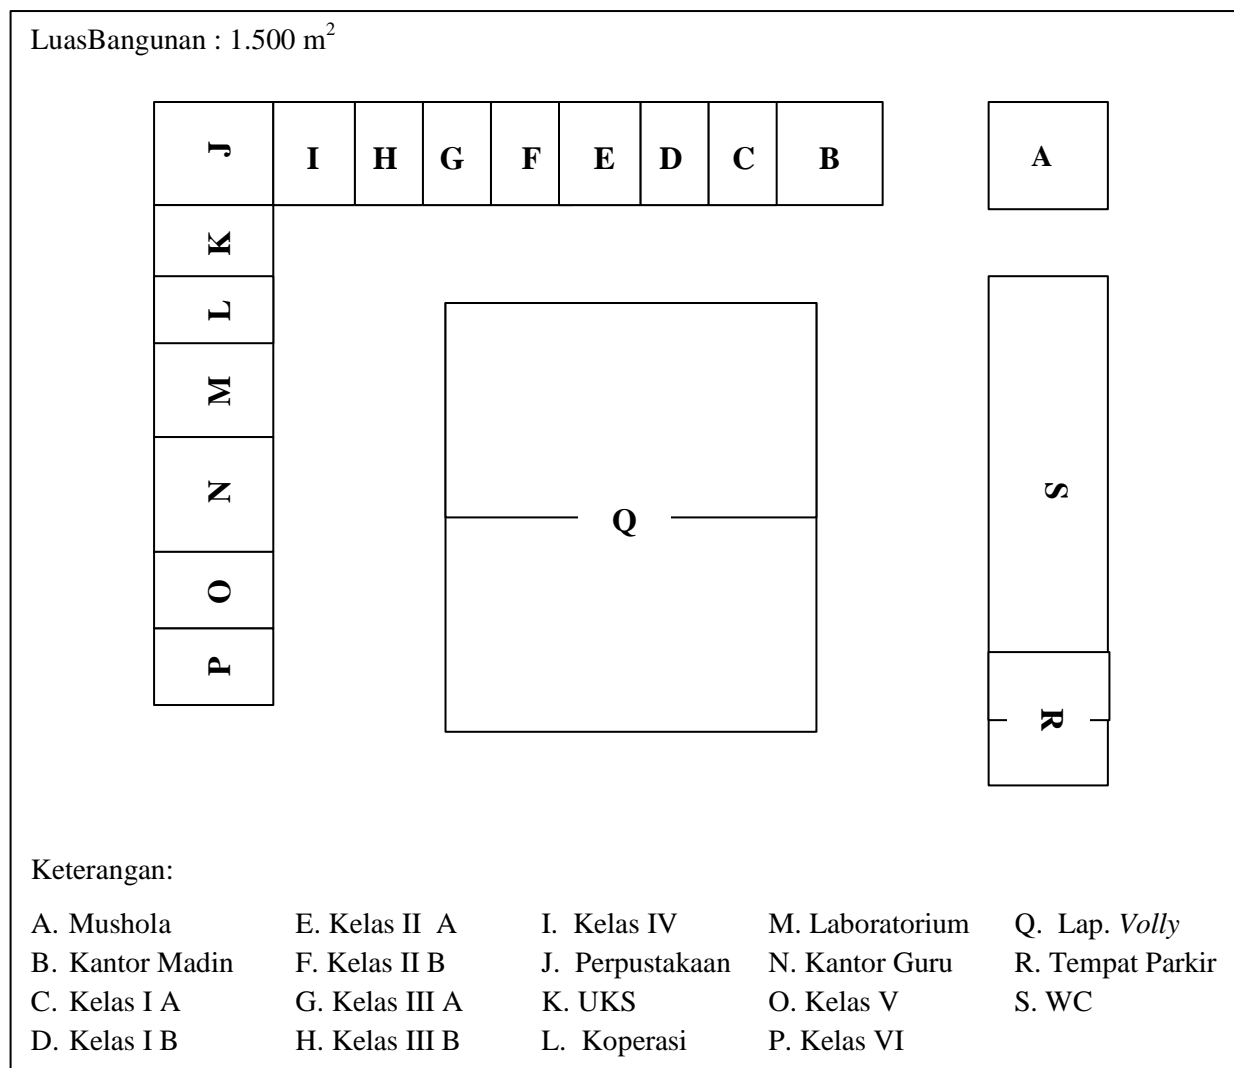 LuasBangunan : 1.500 m²
J I H G F E D C B A
K
L
M
N
O
P
Q
S
R
Keterangan:
A. Mushola E. Kelas II A I. Kelas IV M. Laboratorium Q. Lap. Volly
B. Kantor Madin F. Kelas II B J. Perpustakaan N. Kantor Guru R. Tempat Parkir
C. Kelas I A G. Kelas III A K. UKS O. Kelas V S. WC
D. Kelas I B H. Kelas III B L. Koperasi P. Kelas VI